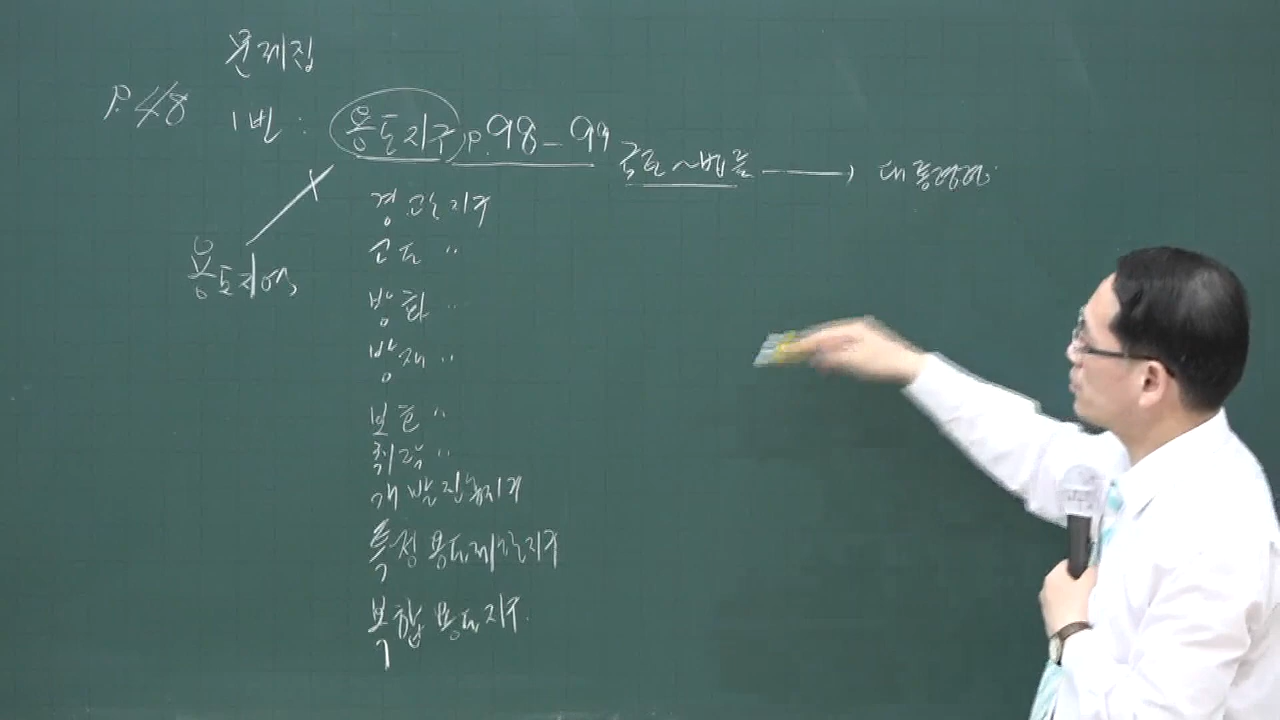 문제집
P.48 1번 : 용도지구 P.98-99
국토~법률 → 대통령령
용도지역
경관지구
고도 〃
방화 〃
방재 〃
보호 〃
취락 〃
개발진흥지구
특정용도제한지구
복합용도지구